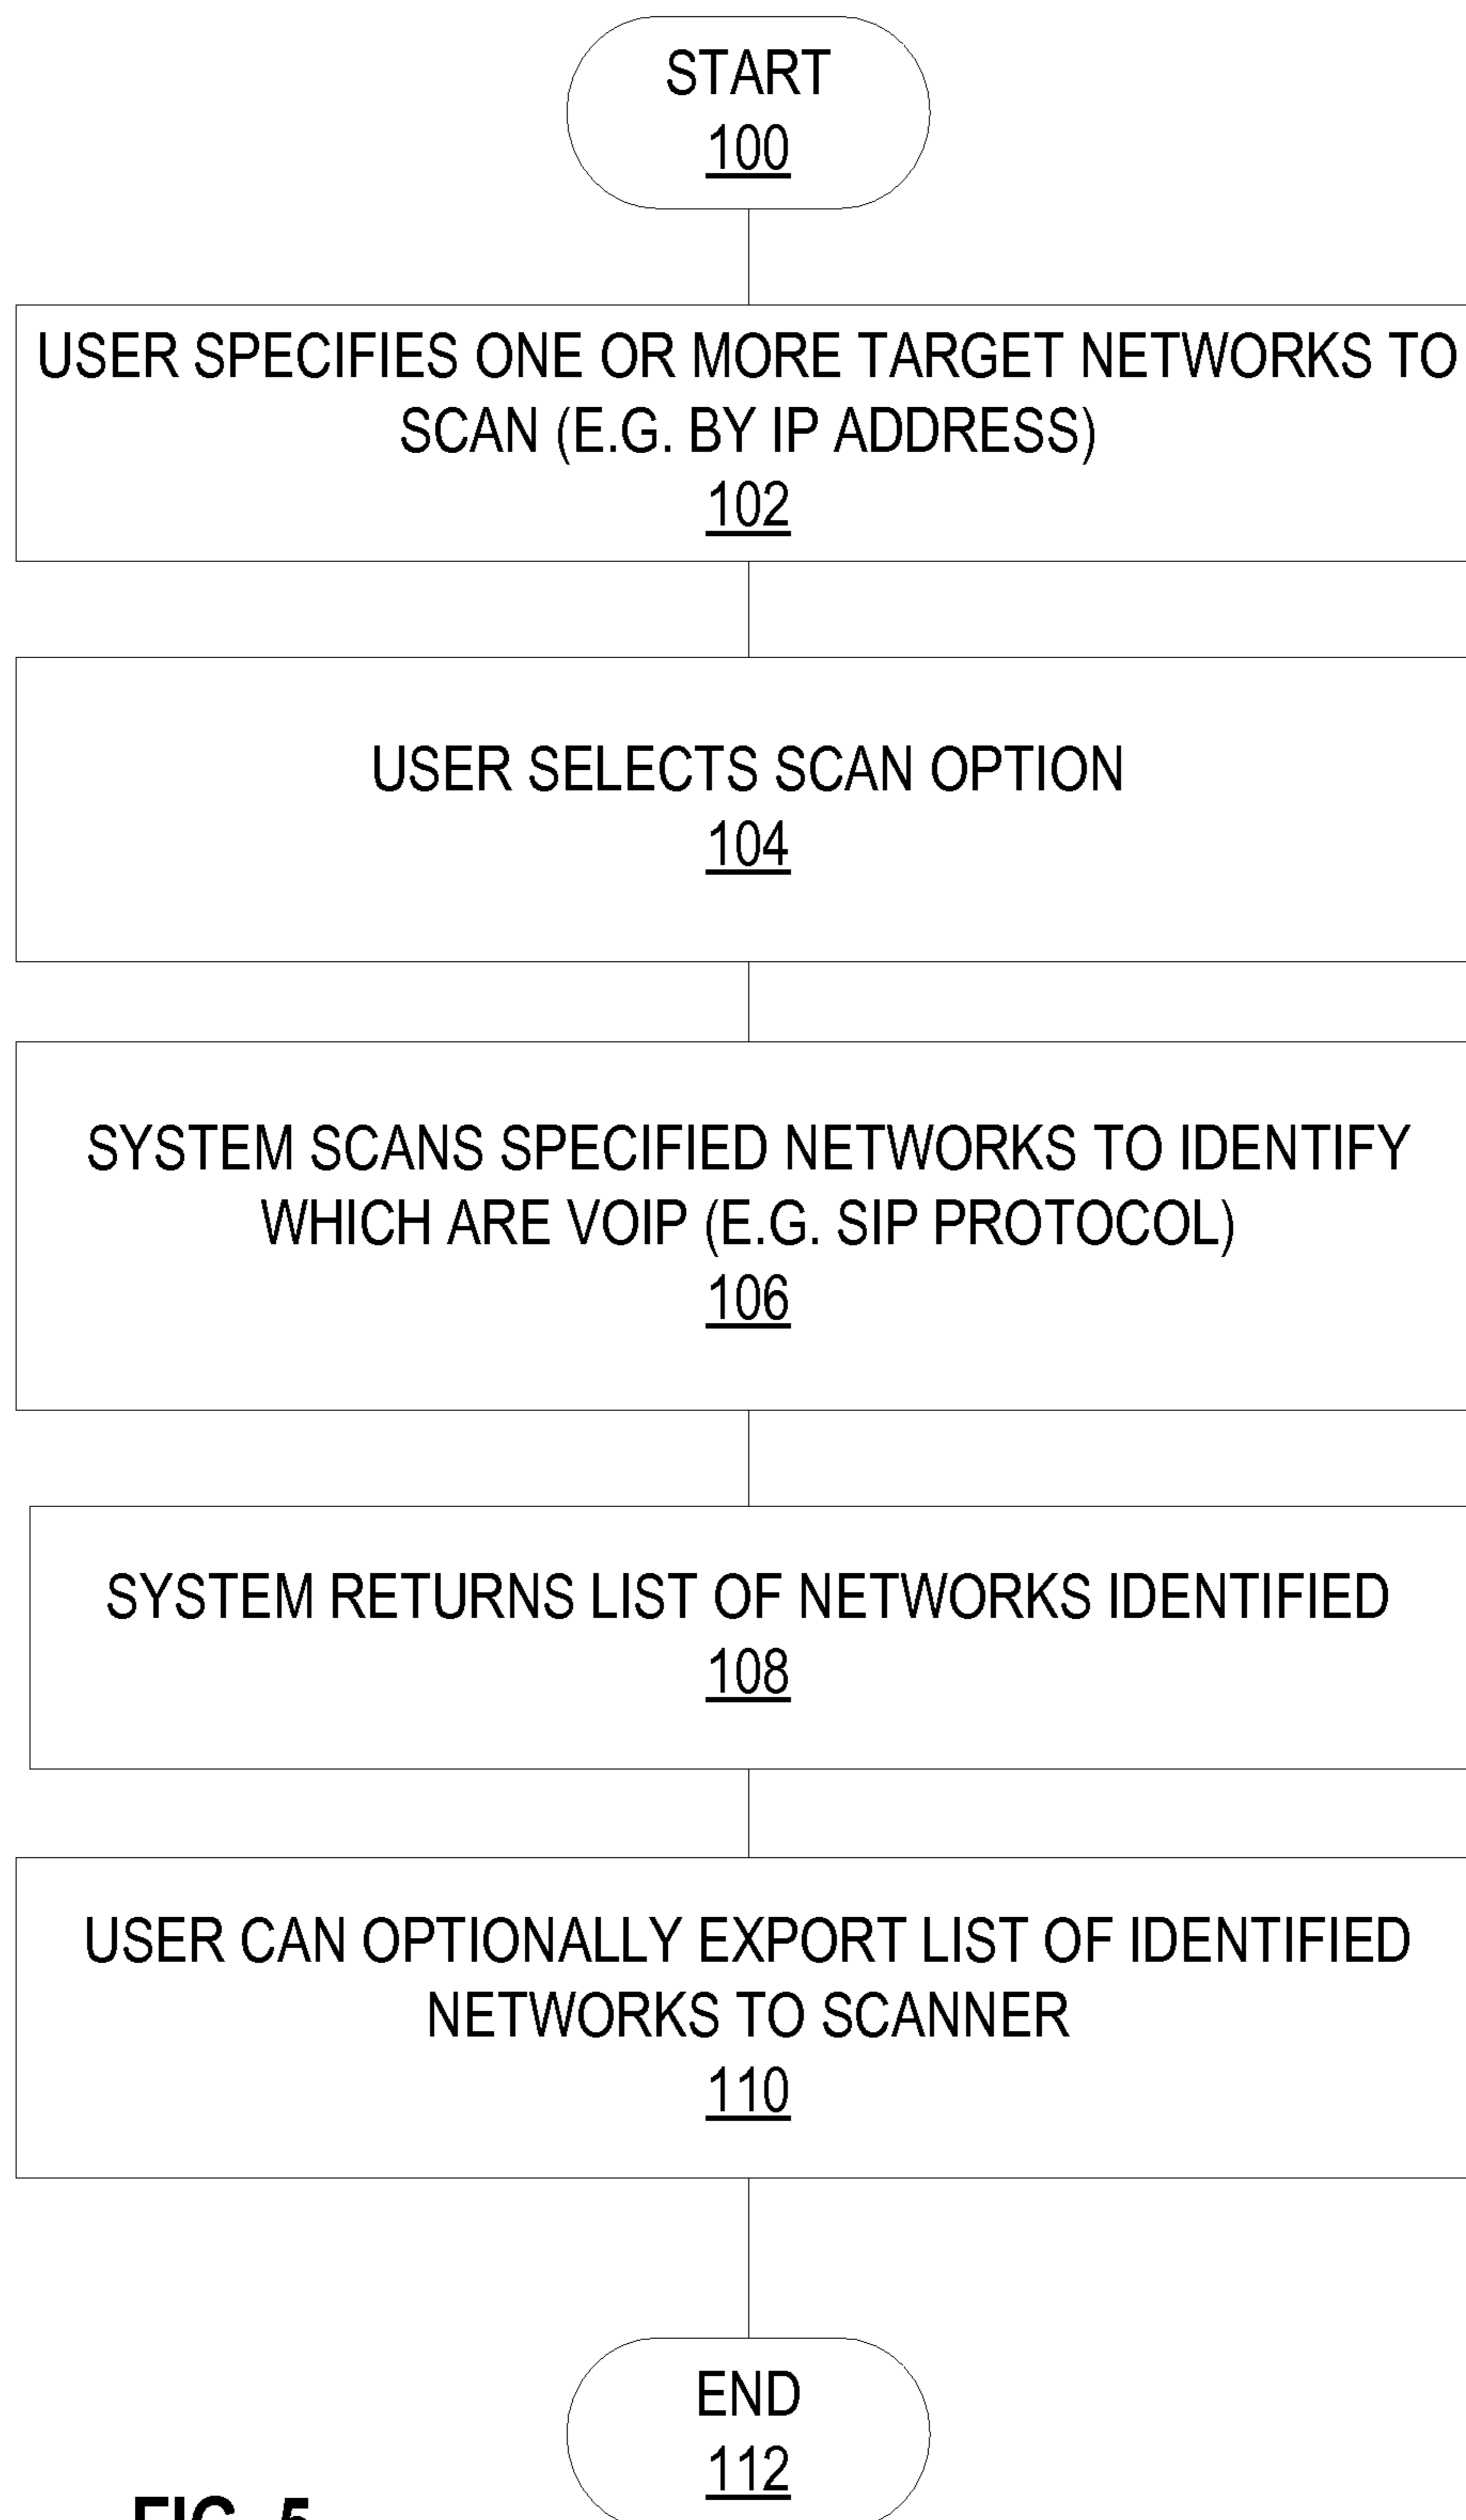 START
100
USER SPECIFIES ONE OR MORE TARGET NETWORKS TO
SCAN (E.G. BY IP ADDRESS)
102
USER SELECTS SCAN OPTION
104
SYSTEM SCANS SPECIFIED NETWORKS TO IDENTIFY
WHICH ARE VOIP (E.G. SIP PROTOCOL)
106
SYSTEM RETURNS LIST OF NETWORKS IDENTIFIED
108
USER CAN OPTIONALLY EXPORT LIST OF IDENTIFIED
NETWORKS TO SCANNER
110
END
112
FIG. 5